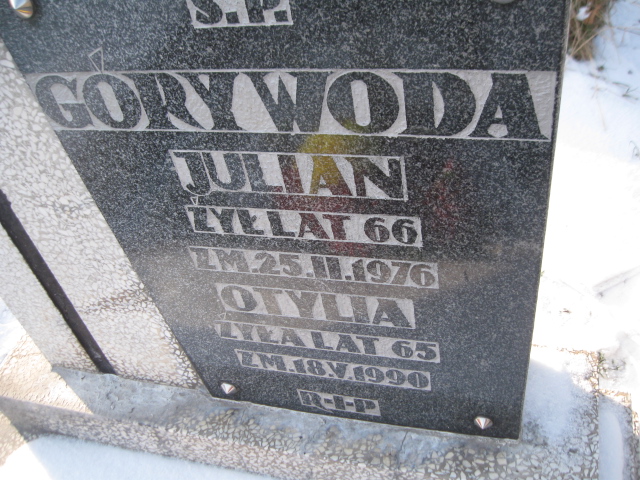 Ś.P.
GÓRYWODA
JULIAN
ŻYŁ LAT 66
ZM. 25.II.1976
OTYLIA
ŻYŁA LAT 65
ZM. 18.V.1990
R-I-P